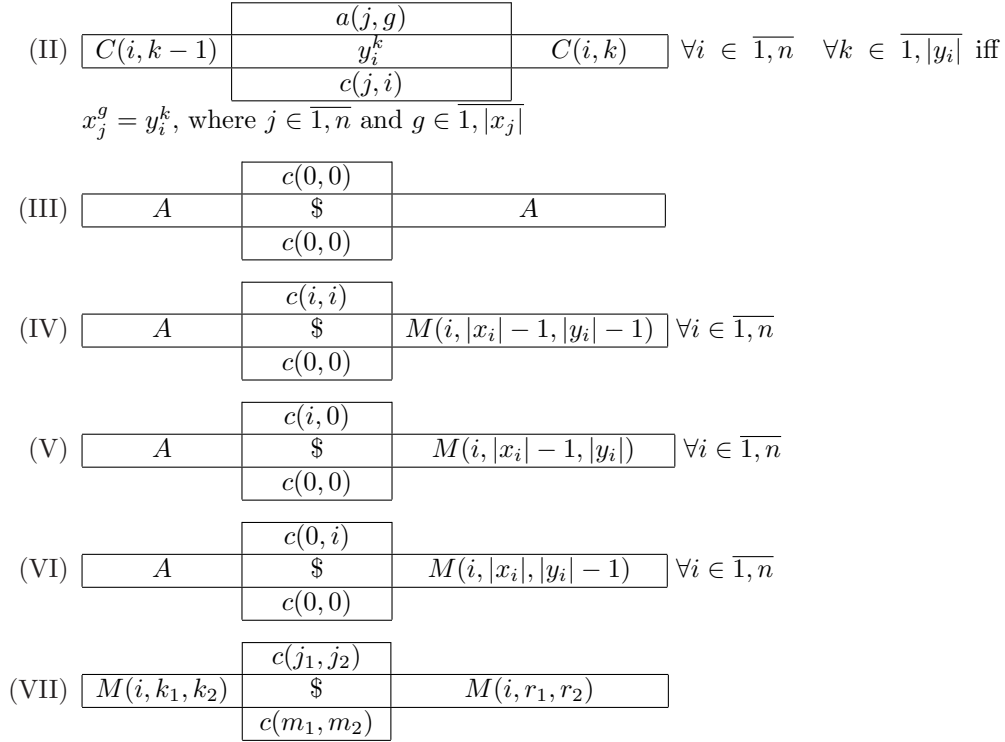 a(j, g)
(II) C(i, k − 1) y_i^k C(i, k) ∀i ∈ \overline{1, n} ∀k ∈ \overline{1, |y_i|} iff
c(j, i)
x_j^g = y_i^k, where j ∈ \overline{1, n} and g ∈ \overline{1, |x_j|}
c(0, 0)
(III) A $ A
c(0, 0)
c(i, i)
(IV) A $ M(i, |x_i| − 1, |y_i| − 1) ∀i ∈ \overline{1, n}
c(0, 0)
c(i, 0)
(V) A $ M(i, |x_i| − 1, |y_i|) ∀i ∈ \overline{1, n}
c(0, 0)
c(0, i)
(VI) A $ M(i, |x_i|, |y_i| − 1) ∀i ∈ \overline{1, n}
c(0, 0)
c(j_1, j_2)
(VII) M(i, k_1, k_2) $ M(i, r_1, r_2)
c(m_1, m_2)